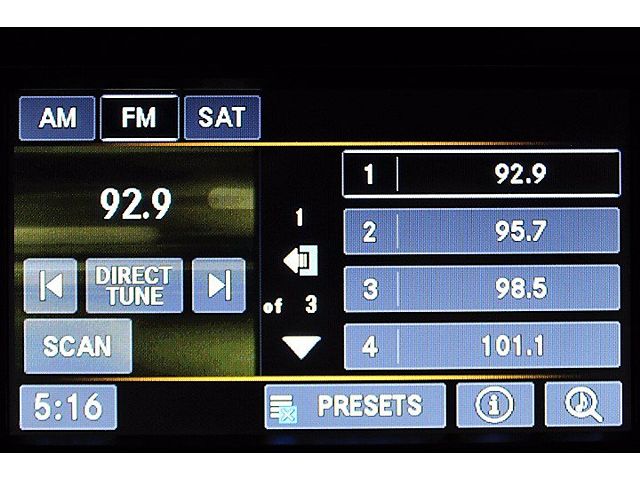 AM FM SAT
92.9
DIRECT
TUNE
SCAN
1
of 3
1 92.9
2 95.7
3 98.5
4 101.1
5:16 PRESETS i